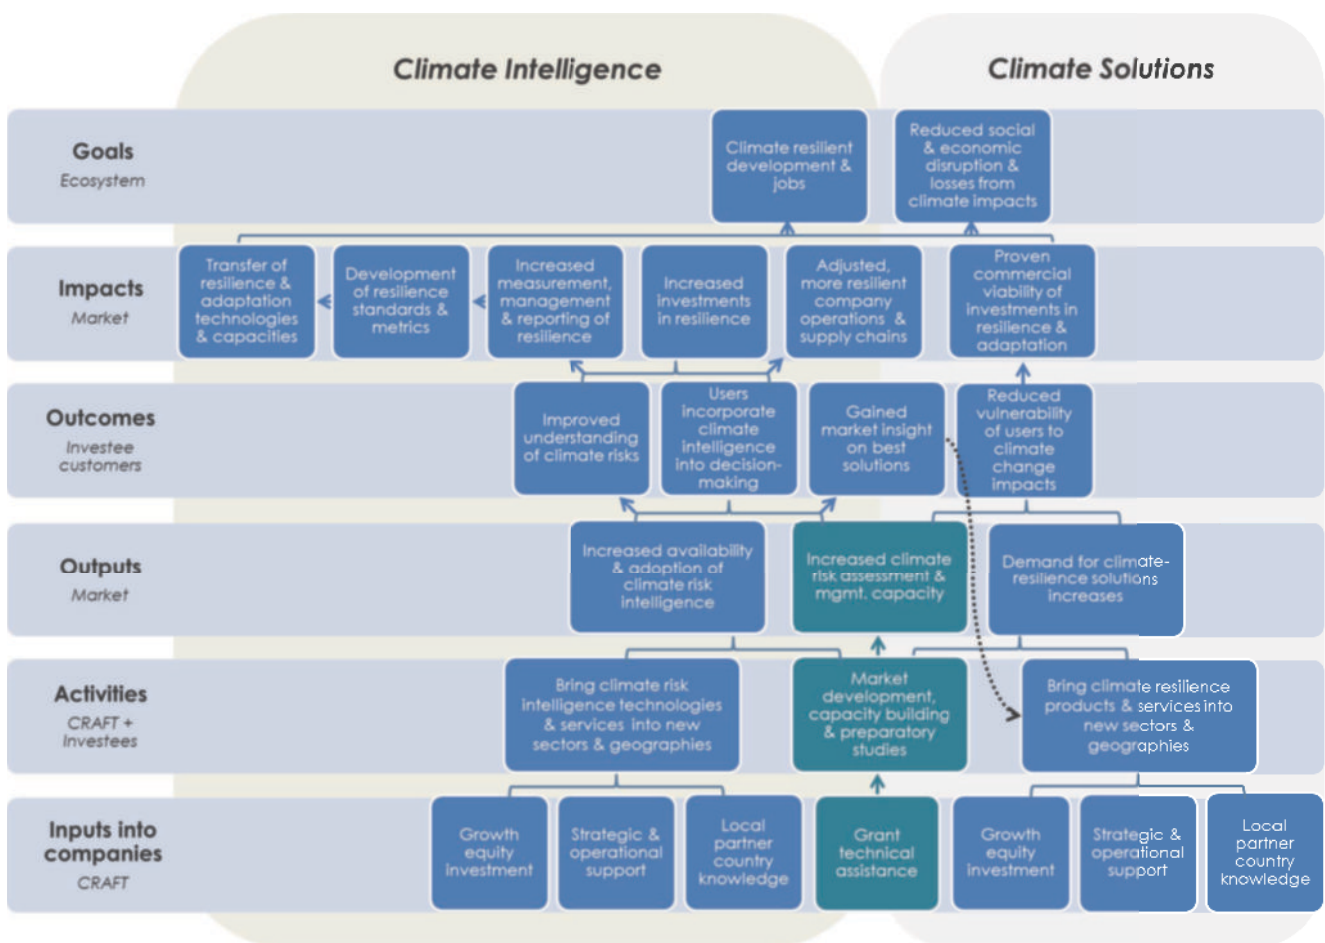 Climate Intelligence
Climate Solutions
Goals
Ecosystem
Climate resilient
development &
jobs
Reduced social
& economic
disruption &
losses from
climate impacts
Impacts
Market
Transfer of
resilience &
adaptation
technologies
& capacities
Development
of resilience
standards &
metrics
Increased
measurement,
management
& reporting of
resilience
Increased
investments
in resilience
Adjusted,
more resilient
company
operations &
supply chains
Proven
commercial
viability of
investments in
resilience &
adaptation
Outcomes
Investee
customers
Improved
understanding
of climate risks
Users
incorporate
climate
intelligence
into decision-
making
Gained
market insight
on best
solutions
Reduced
vulnerability
of users to
climate
change
impacts
Outputs
Market
Increased availability
& adoption of
climate risk
intelligence
Increased climate
risk assessment &
mgmt. capacity
Demand for climate-
resilience solutions
increases
Activities
CRAFT +
Investees
Bring climate risk
intelligence technologies
& services into new
sectors & geographies
Market
development,
capacity building
& preparatory
studies
Bring climate resilience
products & services into
new sectors &
geographies
Inputs into
companies
CRAFT
Growth
equity
investment
Strategic &
operational
support
Local
partner
country
knowledge
Grant
technical
assistance
Growth
equity
investment
Strategic &
operational
support
Local
partner
country
knowledge